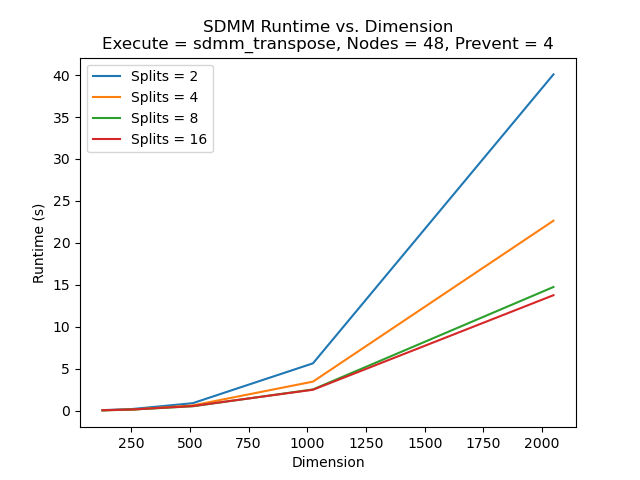 SDMM Runtime vs. Dimension
Execute = sdmm_transpose, Nodes = 48, Prevent = 4
Splits = 2
Splits = 4
Splits = 8
Splits = 16
40
35
30
25
20
15
10
5
0
Runtime (s)
250 500 750 1000 1250 1500 1750 2000
Dimension